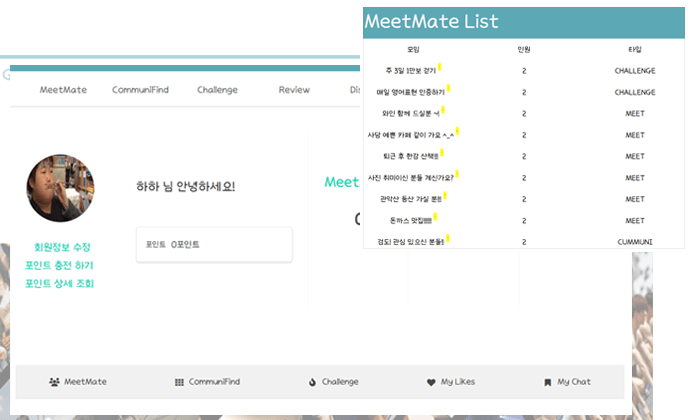 MeetMate List
모임 인원 타입
주 3일 1만보 걷기 2 CHALLENGE
매일 영어표현 인증하기 2 CHALLENGE
와인 함께 드실분 ~! 2 MEET
사당 예쁜 카페 같이 가요 ^_^ 2 MEET
퇴근 후 한강 산책!! 2 MEET
사진 취미이신 분들 계신가요? 2 MEET
관악산 등산 가실 분!! 2 MEET
돈까스 맛집!!!!! 2 MEET
검도! 관심 있으신 분들!! 2 CUMMUNI
MeetMate CommuniFind Challenge Review
하하 님 안녕하세요!
포인트 0포인트
회원정보 수정
포인트 충전 하기
포인트 상세 조회
Meet
MeetMate CommuniFind Challenge My Likes My Chat